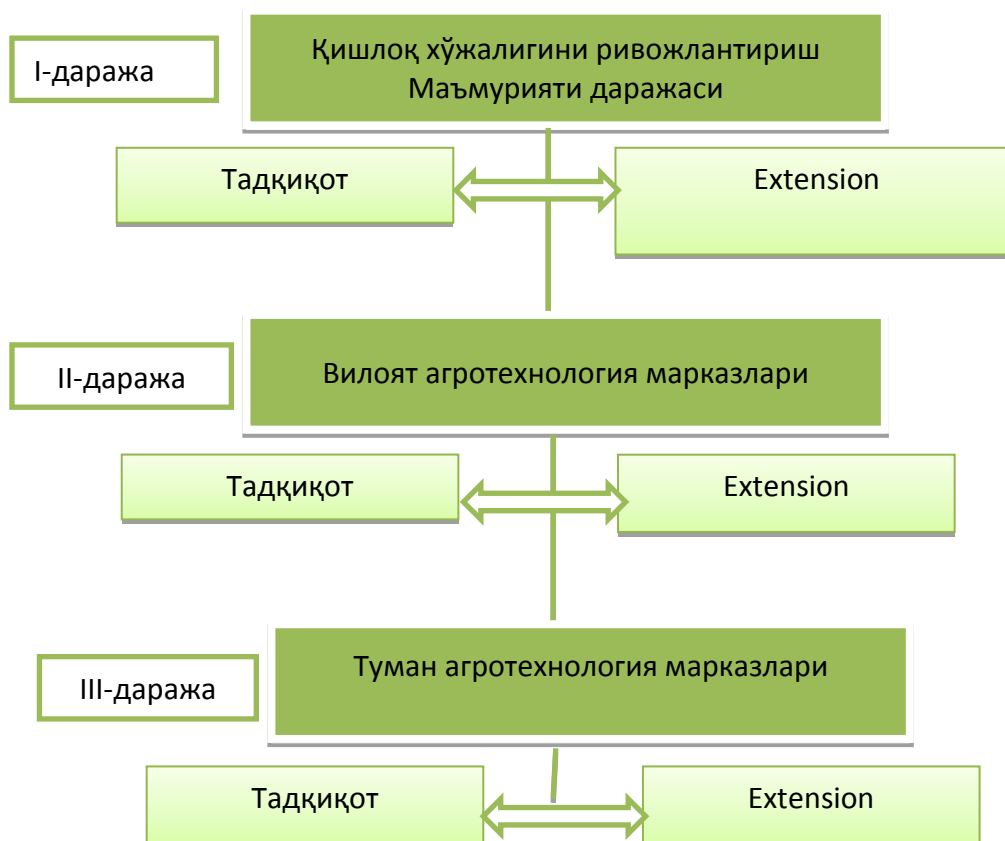 I-даража
Қишлоқ хўжалигини ривожлантириш
Маъмурияти даражаси
Тадқиқот
Extension
II-даража
Вилоят агротехнология марказлари
Тадқиқот
Extension
III-даража
Туман агротехнология марказлари
Тадқиқот
Extension